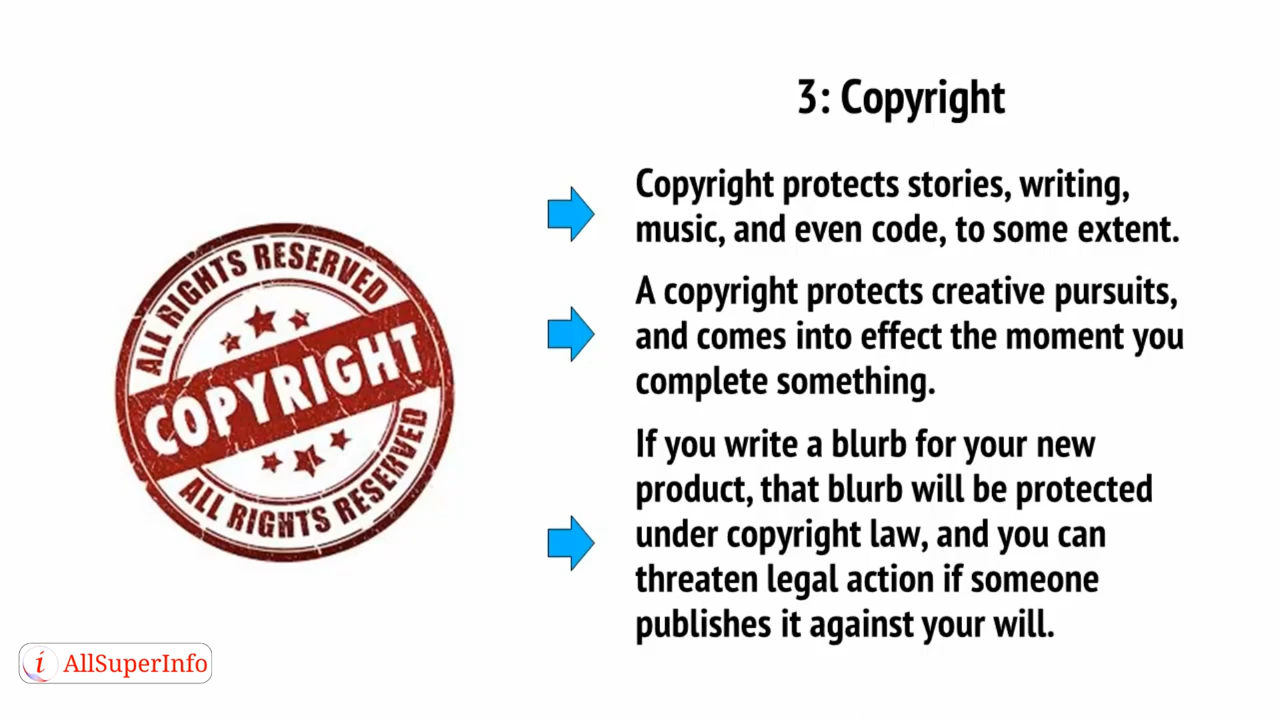 3: Copyright
Copyright protects stories, writing,
music, and even code, to some extent.
A copyright protects creative pursuits,
and comes into effect the moment you
complete something.
If you write a blurb for your new
product, that blurb will be protected
under copyright law, and you can
threaten legal action if someone
publishes it against your will.
ALL RIGHTS RESERVED
COPYRIGHT
ALL RIGHTS RESERVED
i AllSuperInfo